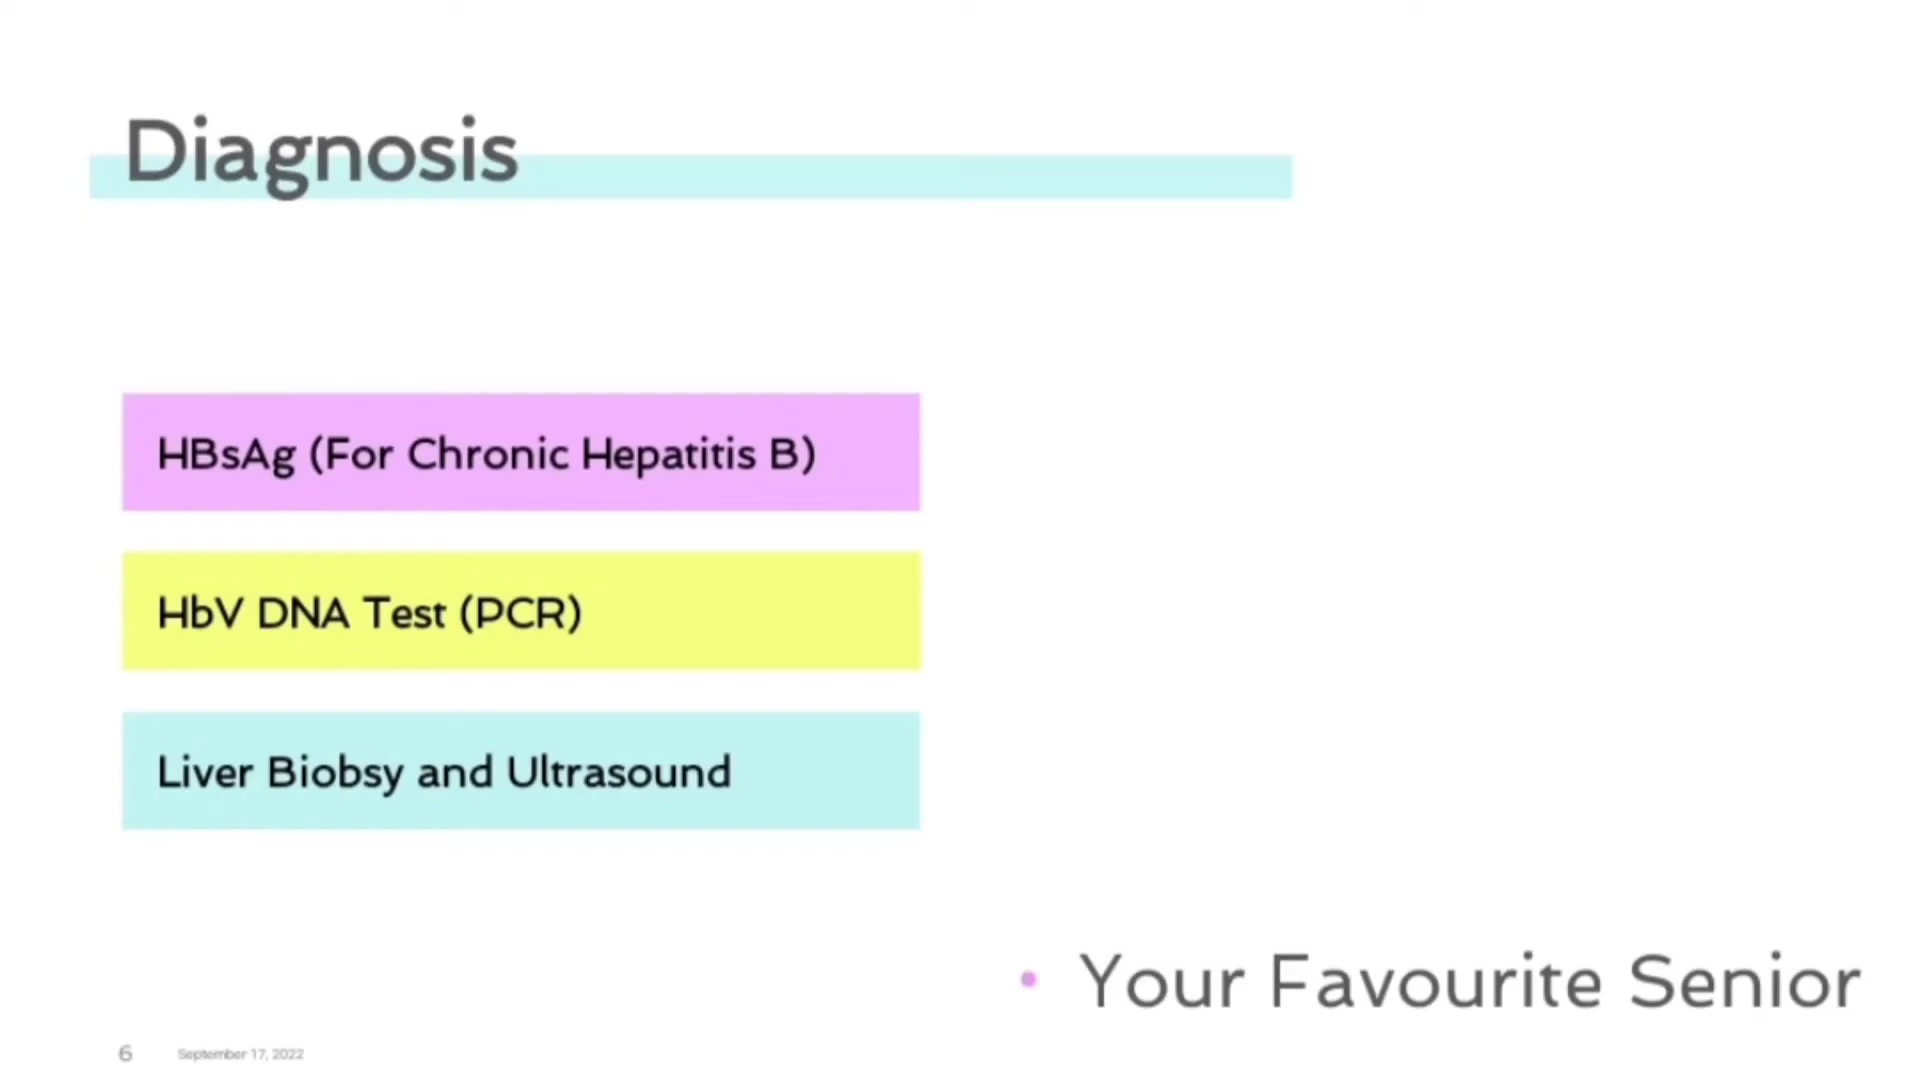 Diagnosis
HBsAg (For Chronic Hepatitis B)
HbV DNA Test (PCR)
Liver Biobsy and Ultrasound
• Your Favourite Senior
6 September 17, 2022